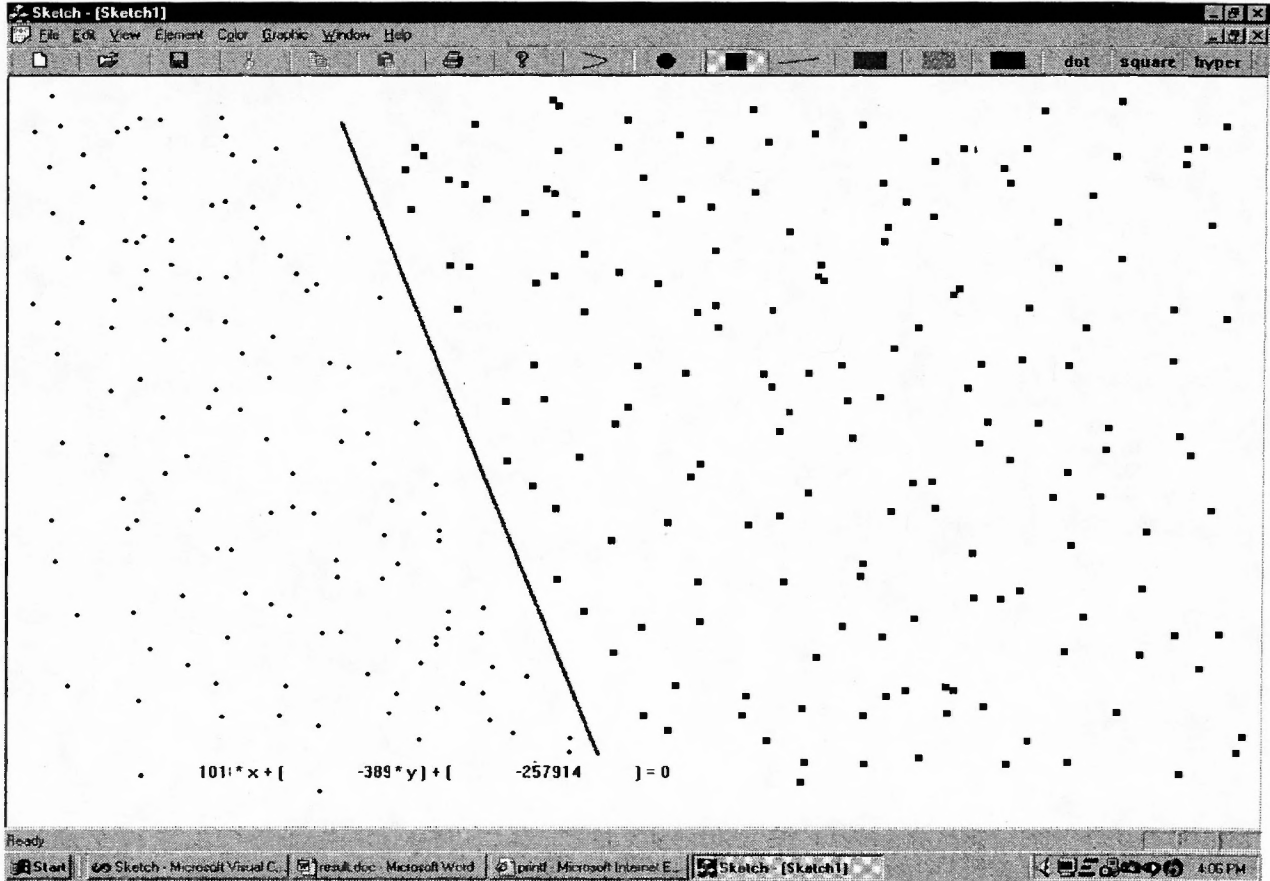 Sketch - [Sketch1]
File Edit View Element Color Graphic Window Help
dot square hyper
* x + ( -389 * y ) + ( -257914 ) = 0
Ready
Start Sketch - Microsoft Visual C... result.doc - Microsoft Word printf - Microsoft Internet E... Sketch - [Sketch1] 4:05 PM